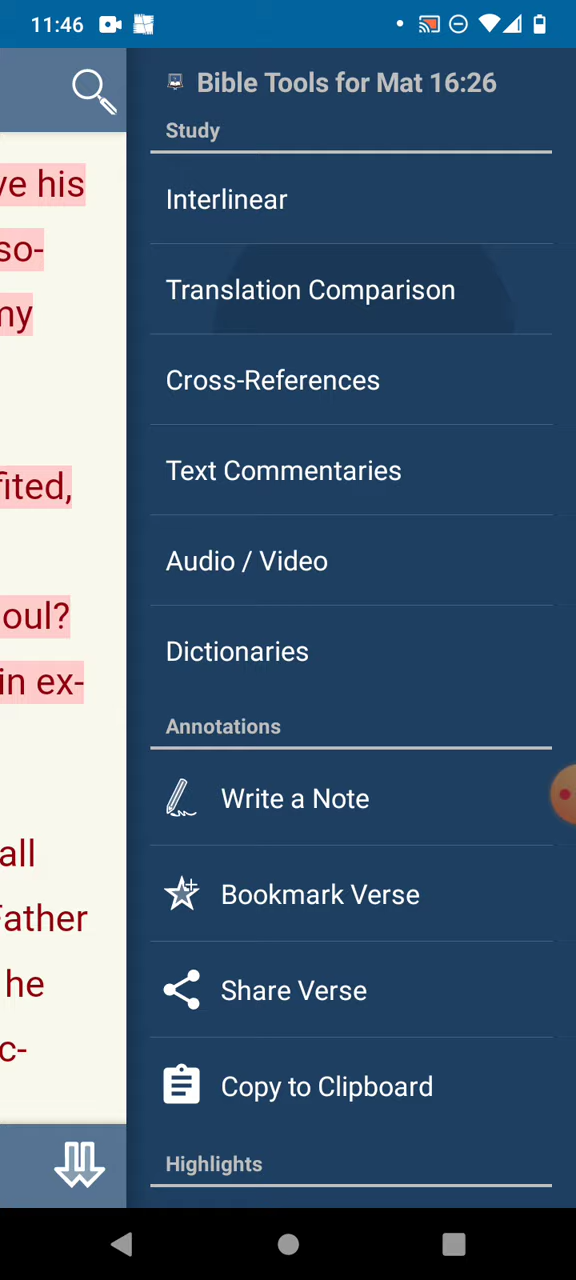 11:46
Bible Tools for Mat 16:26
Study
ve his
Interlinear
so-
Translation Comparison
my
Cross-References
Text Commentaries
fited,
Audio / Video
oul?
Dictionaries
in ex-
Annotations
Write a Note
all
Bookmark Verse
Father
he
Share Verse
c-
Copy to Clipboard
Highlights